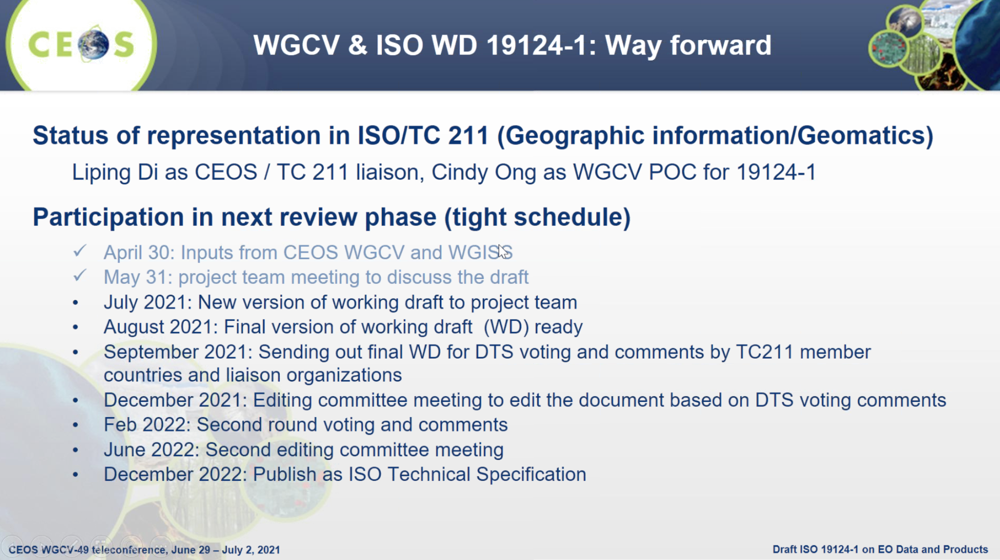 CEOS
WGCV & ISO WD 19124-1: Way forward
Status of representation in ISO/TC 211 (Geographic information/Geomatics)
Liping Di as CEOS / TC 211 liaison, Cindy Ong as WGCV POC for 19124-1
Participation in next review phase (tight schedule)
✓ April 30: Inputs from CEOS WGCV and WGISS
✓ May 31: project team meeting to discuss the draft
• July 2021: New version of working draft to project team
• August 2021: Final version of working draft (WD) ready
• September 2021: Sending out final WD for DTS voting and comments by TC211 member
countries and liaison organizations
• December 2021: Editing committee meeting to edit the document based on DTS voting comments
• Feb 2022: Second round voting and comments
• June 2022: Second editing committee meeting
• December 2022: Publish as ISO Technical Specification
CEOS WGCV-49 teleconference, June 29 – July 2, 2021
Draft ISO 19124-1 on EO Data and Products